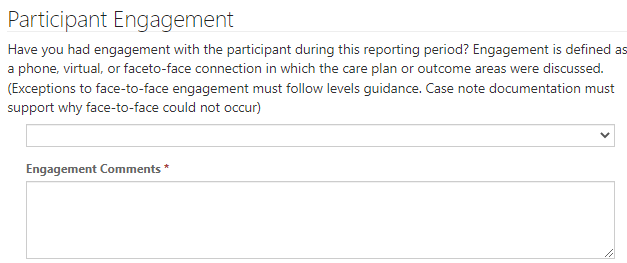 Participant Engagement
Have you had engagement with the participant during this reporting period? Engagement is defined as
a phone, virtual, or faceto-face connection in which the care plan or outcome areas were discussed.
(Exceptions to face-to-face engagement must follow levels guidance. Case note documentation must
support why face-to-face could not occur)
Engagement Comments *